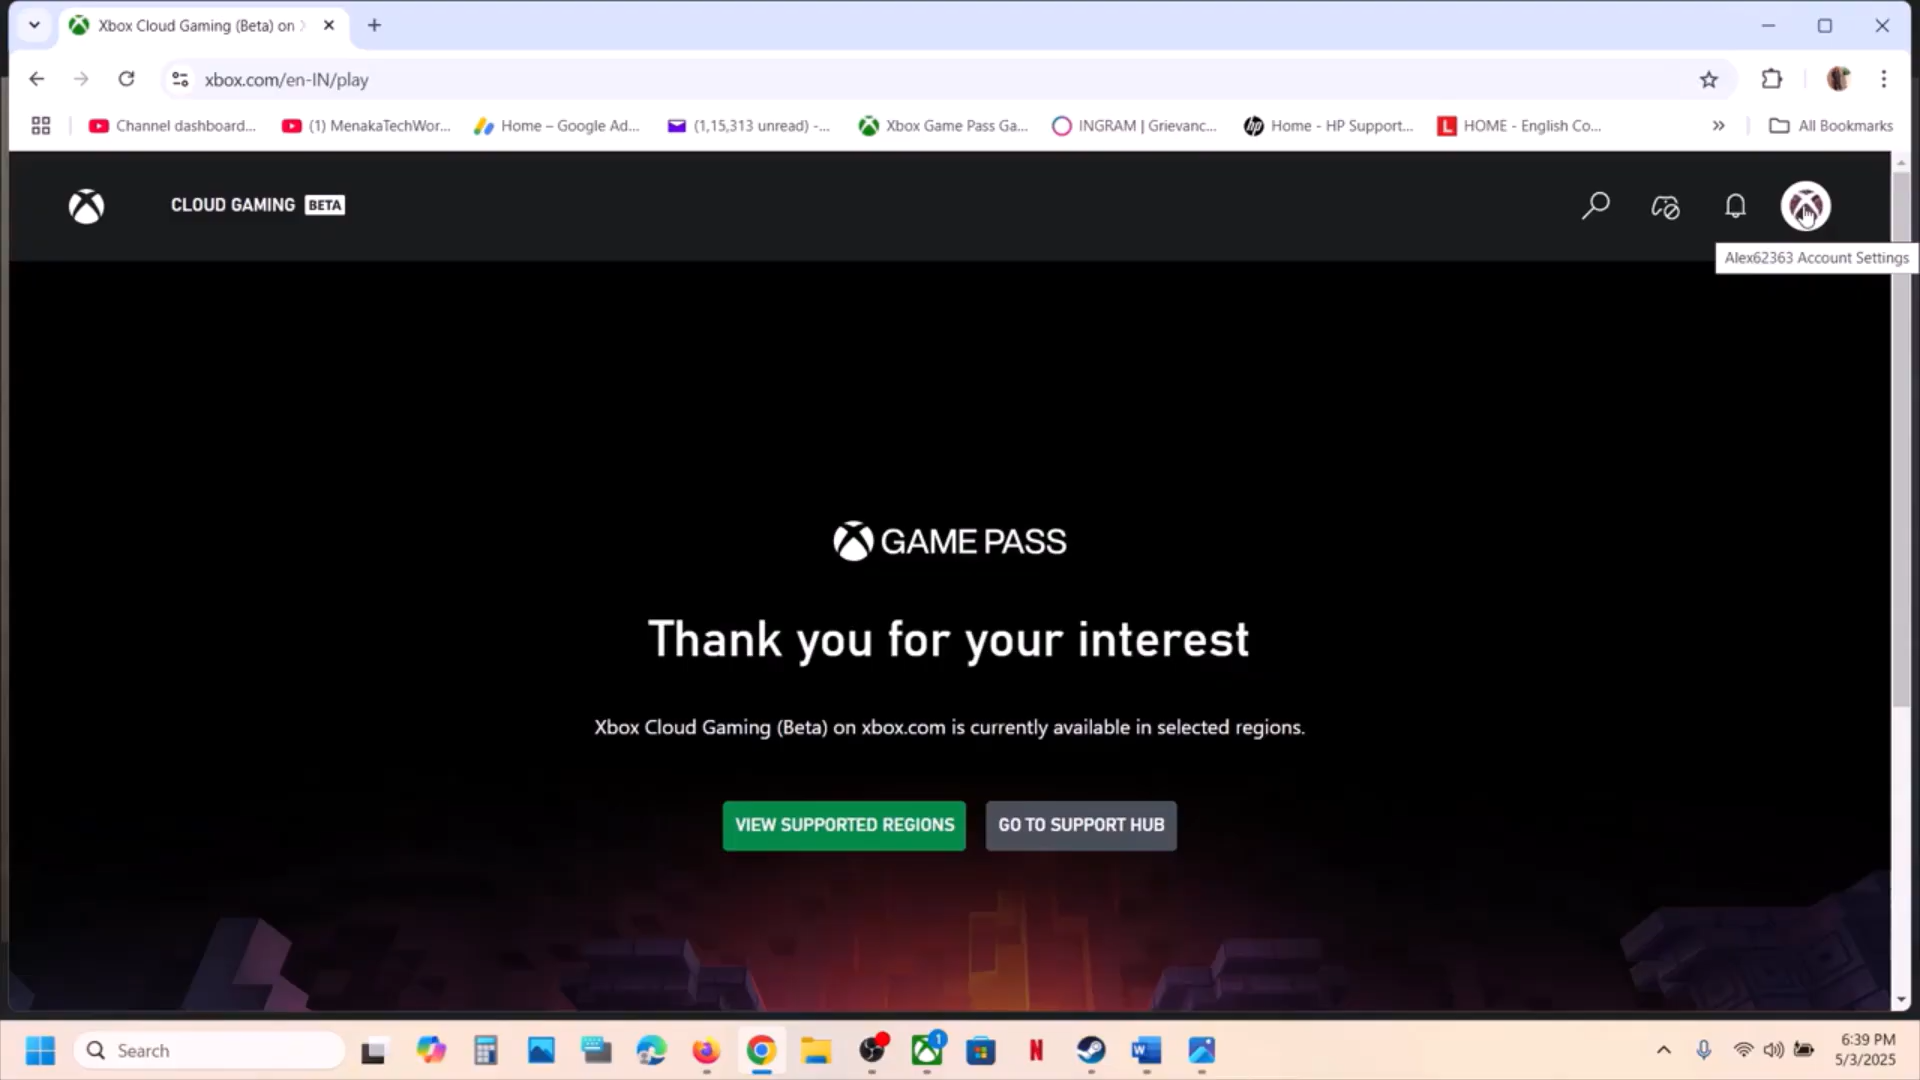 Xbox Cloud Gaming (Beta) on
xbox.com/en-IN/play
Channel dashboard...
(1) MenakaTechWor...
Home – Google Ad...
(1,15,313 unread) -...
Xbox Game Pass Ga...
INGRAM | Grievanc...
hp
Home - HP Support...
L
HOME - English Co...
All Bookmarks
CLOUD GAMING BETA
Alex62363 Account Settings
GAME PASS
Thank you for your interest
Xbox Cloud Gaming (Beta) on xbox.com is currently available in selected regions.
VIEW SUPPORTED REGIONS
GO TO SUPPORT HUB
Search
1
N
W
6:39 PM
5/3/2025